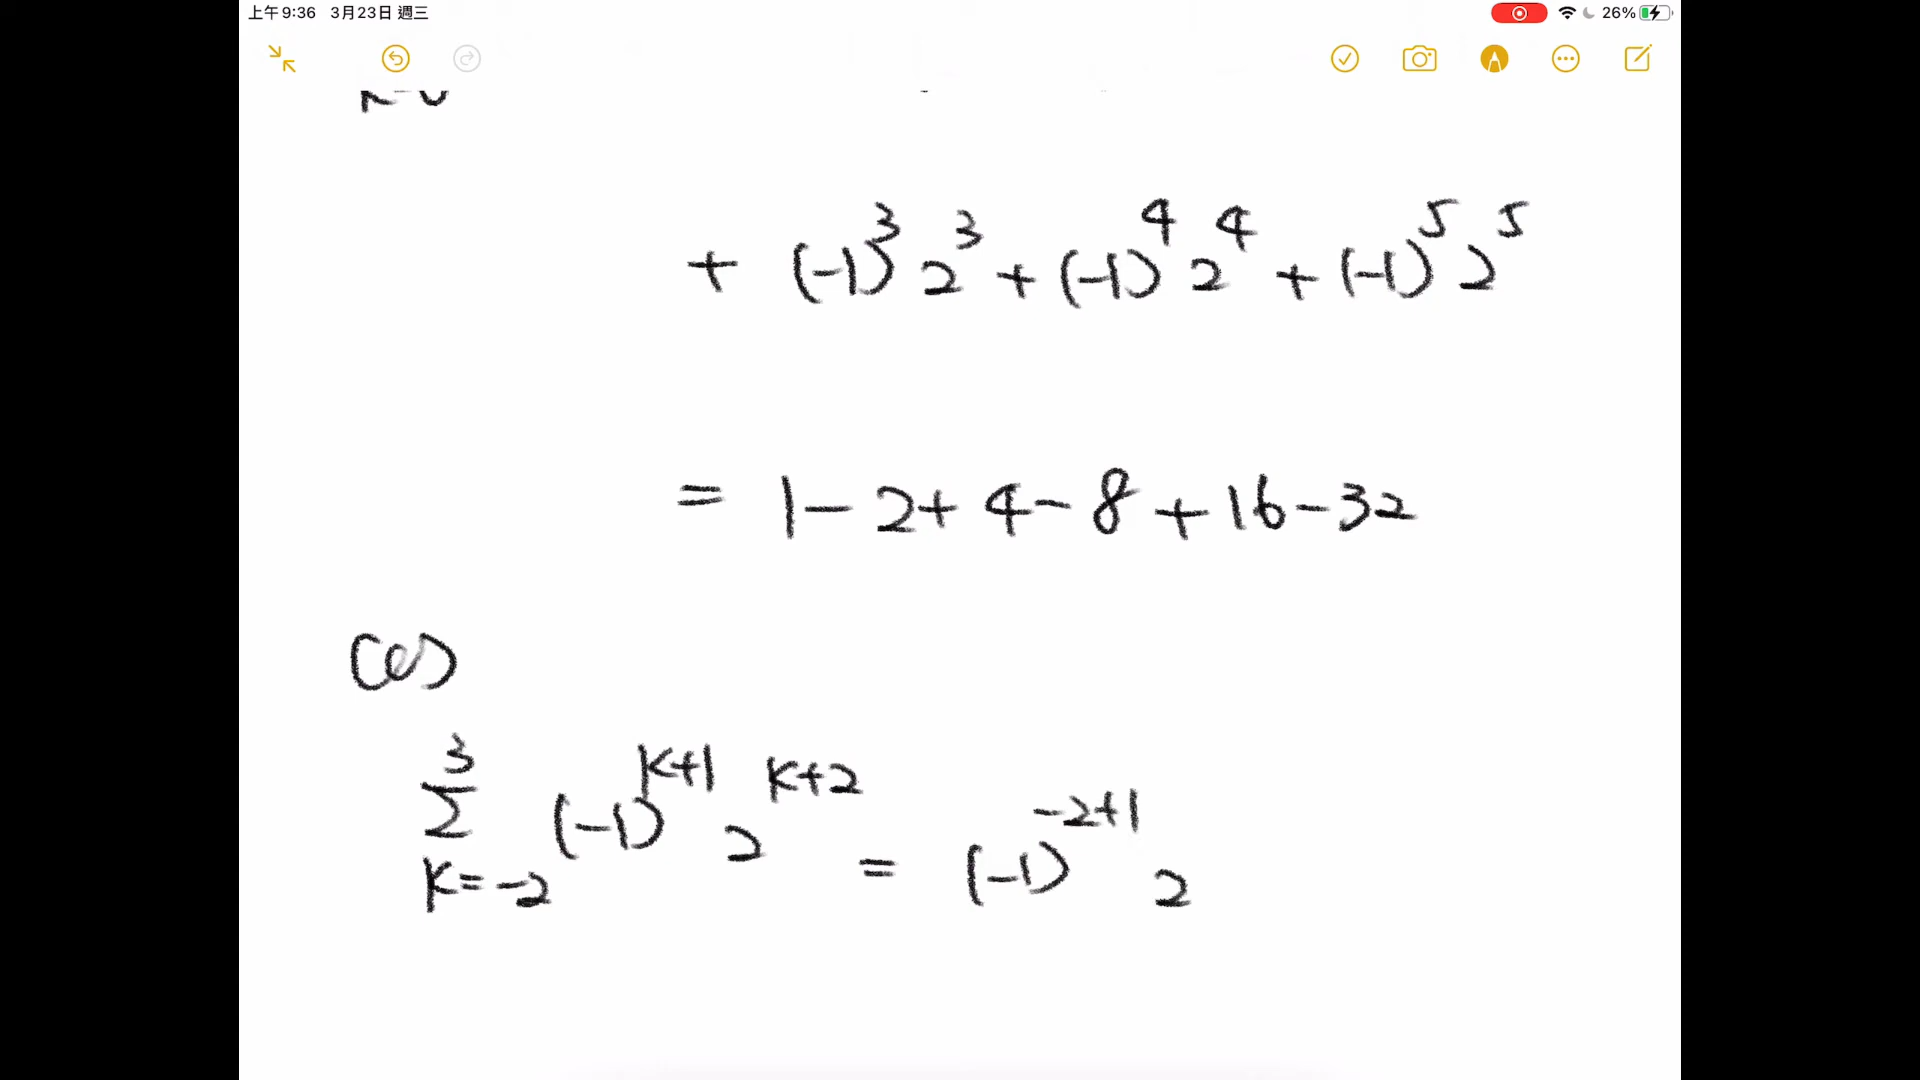 上午9:36 3月23日 週三 26%
K=0
+ (-1)³ 2³ + (-1)⁴ 2⁴ + (-1)⁵ 2⁵
= 1 - 2 + 4 - 8 + 16 - 32
(c)
3
∑ (-1)^{K+1} 2^{K+2} = (-1)^{-2+1} 2
K = -2